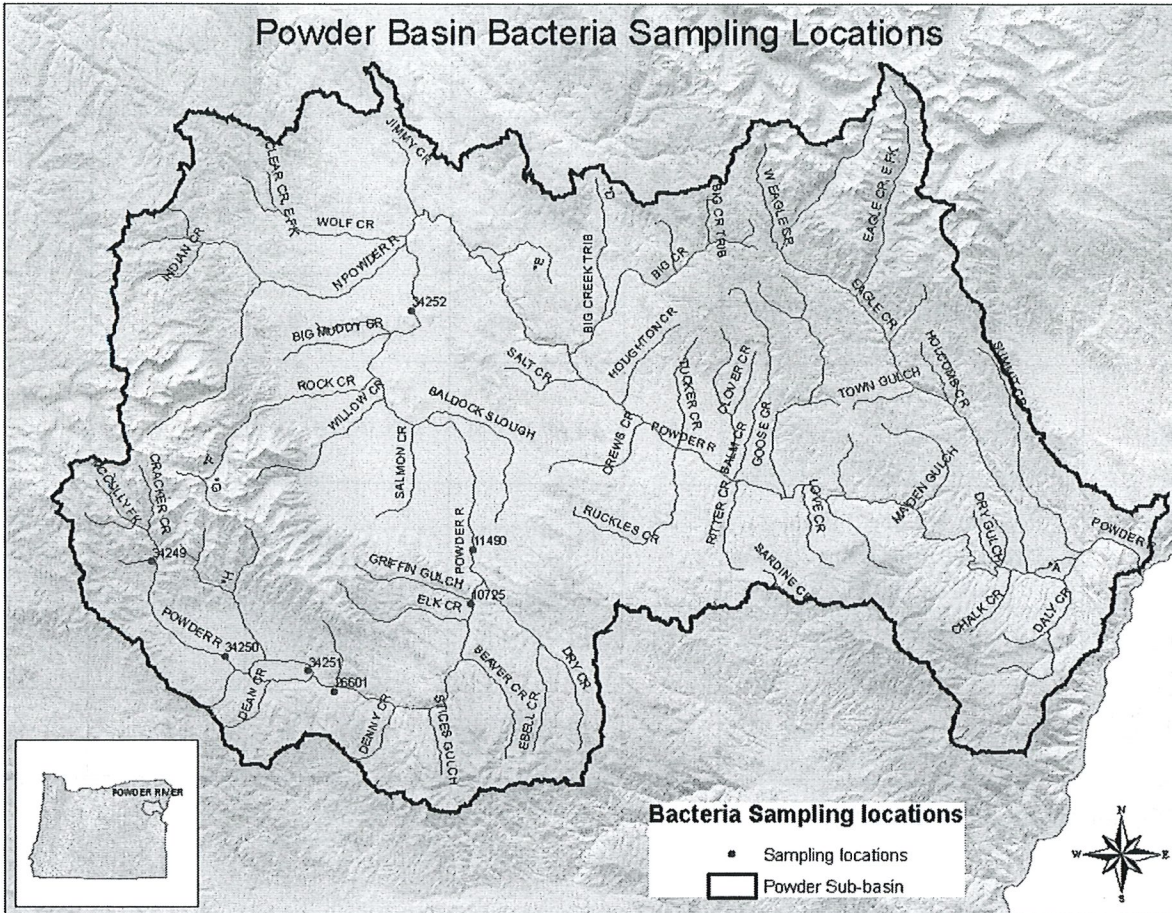 Powder Basin Bacteria Sampling Locations
JIMMY CR
CLEAR CR, E FK
WOLF CR
INDIAN CR
N POWDER R
34252
BIG MUDDY CR
ROCK CR
WILLOW CR
BALDOCK SLOUGH
SALMON CR
CRACKER CR
F
G
34249
H
POWDER R
11490
GRIFFIN GULCH
ELK CR
10725
POWDER R
34250
34251
26601
DEAN CR
DENNY CR
STICES GULCH
BEAVER CR
EBELL CR
DRY CR
D
BIG CREEK TRIB
BIG CR
BIG CR TRIB
W EAGLE CR
EAGLE CR, E FK
EAGLE CR
SALT CR
HOUGHTON CR
TUCKER CR
CLOVER CR
GOOSE CR
BALM CR
RITTER CR
POWDER R
CREWS CR
RUCKLES CR
SARDINE CR
LOVE CR
TOWN GULCH
HOLCOMB CR
SUMMIT CR
MAIDEN GULCH
DRY GULCH
POWDER
A
CHALK CR
DALY CR
POWDER RIVER
Bacteria Sampling locations
Sampling locations
Powder Sub-basin
N
W
E
S